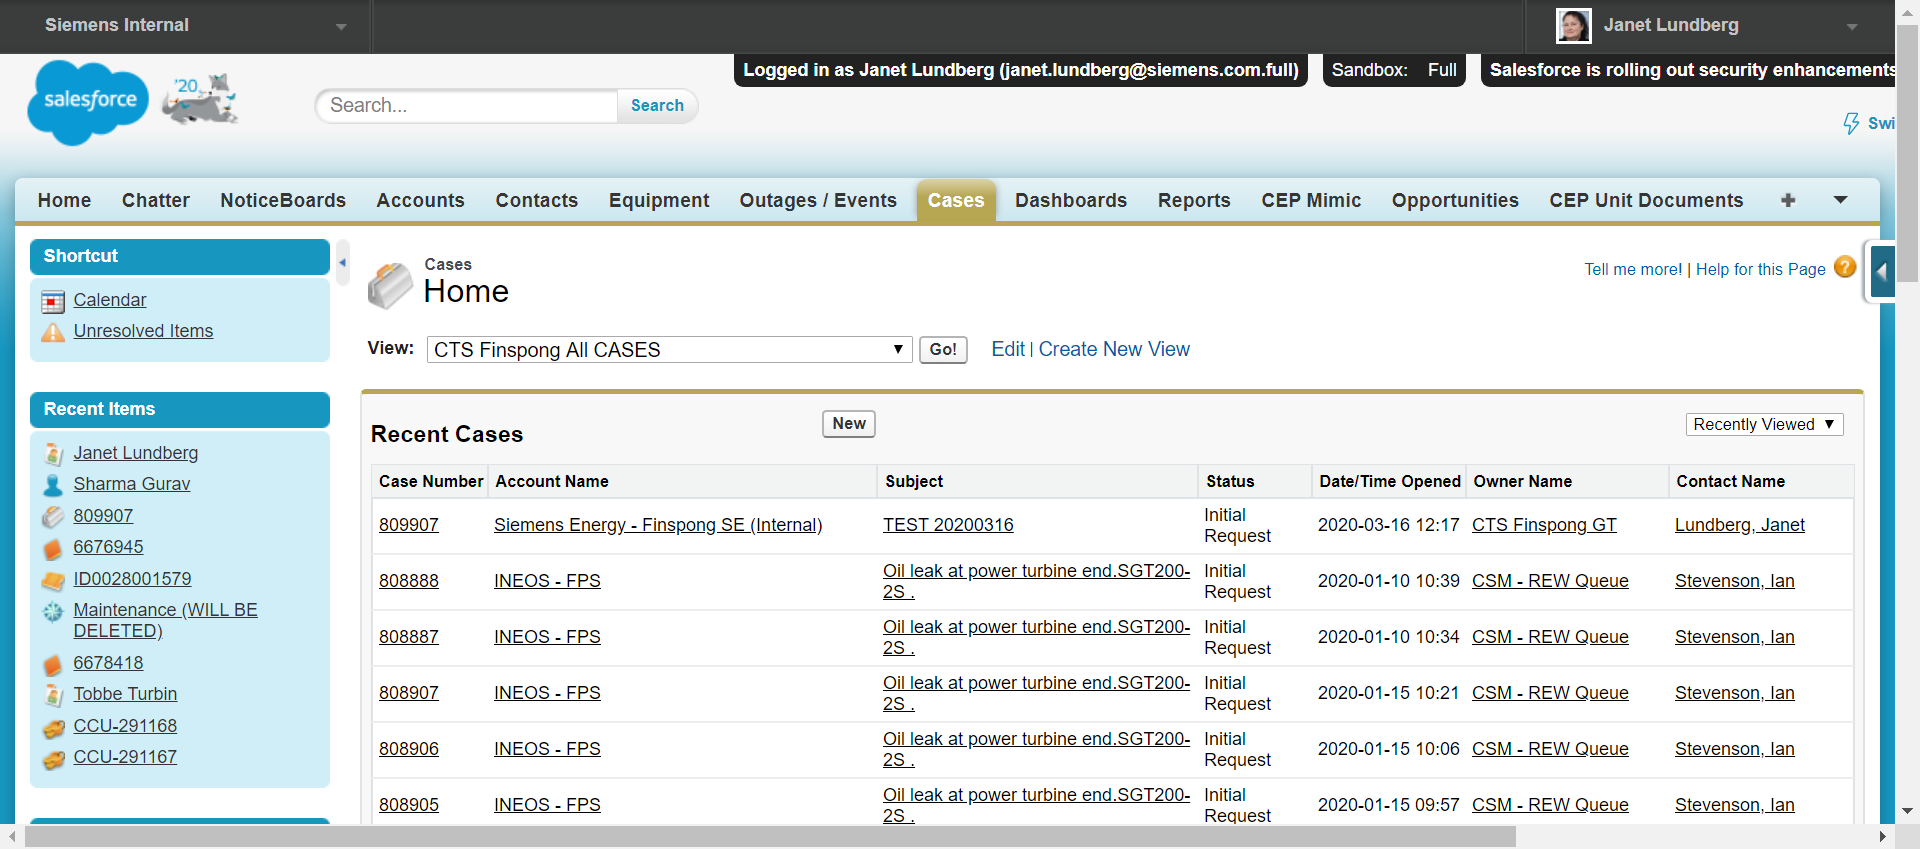 Siemens Internal
Janet Lundberg
Logged in as Janet Lundberg (janet.lundberg@siemens.com.full)
Sandbox: Full
Salesforce is rolling out security enhancements
salesforce
'20
Search...
Search
Swi
Home Chatter NoticeBoards Accounts Contacts Equipment Outages / Events Cases Dashboards Reports CEP Mimic Opportunities CEP Unit Documents
Shortcut
Calendar
Unresolved Items
Recent Items
Janet Lundberg
Sharma Gurav
809907
6676945
ID0028001579
Maintenance (WILL BE
DELETED)
6678418
Tobbe Turbin
CCU-291168
CCU-291167
Cases
Home
Tell me more! | Help for this Page ?
View: CTS Finspong All CASES Go! Edit | Create New View
Recent Cases
New
Recently Viewed
Case Number Account Name Subject Status Date/Time Opened Owner Name Contact Name
809907 Siemens Energy - Finspong SE (Internal) TEST 20200316 Initial Request 2020-03-16 12:17 CTS Finspong GT Lundberg, Janet
808888 INEOS - FPS Oil leak at power turbine end.SGT200-2S . Initial Request 2020-01-10 10:39 CSM - REW Queue Stevenson, Ian
808887 INEOS - FPS Oil leak at power turbine end.SGT200-2S . Initial Request 2020-01-10 10:34 CSM - REW Queue Stevenson, Ian
808907 INEOS - FPS Oil leak at power turbine end.SGT200-2S . Initial Request 2020-01-15 10:21 CSM - REW Queue Stevenson, Ian
808906 INEOS - FPS Oil leak at power turbine end.SGT200-2S . Initial Request 2020-01-15 10:06 CSM - REW Queue Stevenson, Ian
808905 INEOS - FPS Oil leak at power turbine end.SGT200-2S . Initial Request 2020-01-15 09:57 CSM - REW Queue Stevenson, Ian